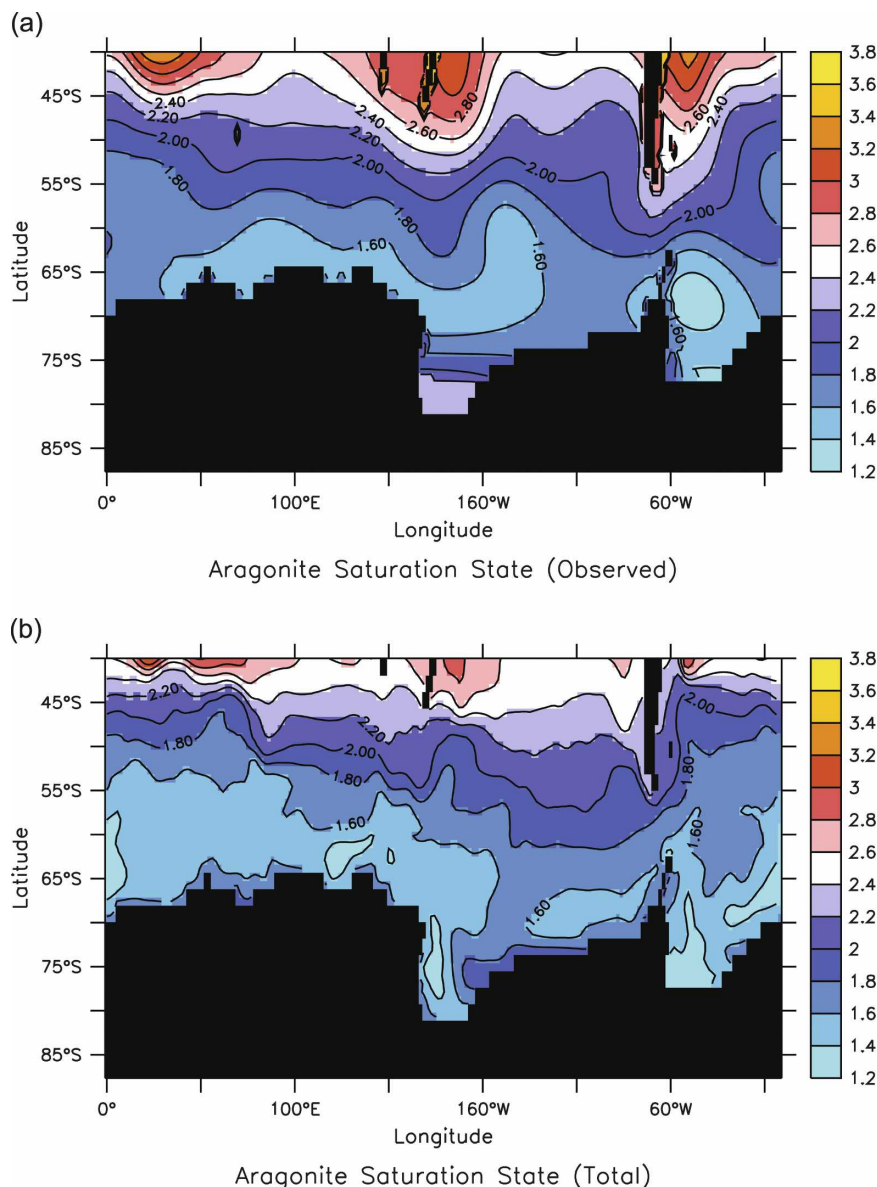 (a)
45°S
55°S
65°S
75°S
85°S
Latitude
2.40
2.20
2.00
1.80
2.40
2.20
2.00
2.60
2.80
1.80
1.60
1.60
2.60
2.40
2.00
1.60
3.8
3.6
3.4
3.2
3
2.8
2.6
2.4
2.2
2
1.8
1.6
1.4
1.2
0°
100°E
160°W
60°W
Longitude
Aragonite Saturation State (Observed)
(b)
45°S
55°S
65°S
75°S
85°S
Latitude
2.20
1.80
2.20
2.00
1.80
1.60
1.60
2.00
1.80
1.60
3.8
3.6
3.4
3.2
3
2.8
2.6
2.4
2.2
2
1.8
1.6
1.4
1.2
0°
100°E
160°W
60°W
Longitude
Aragonite Saturation State (Total)